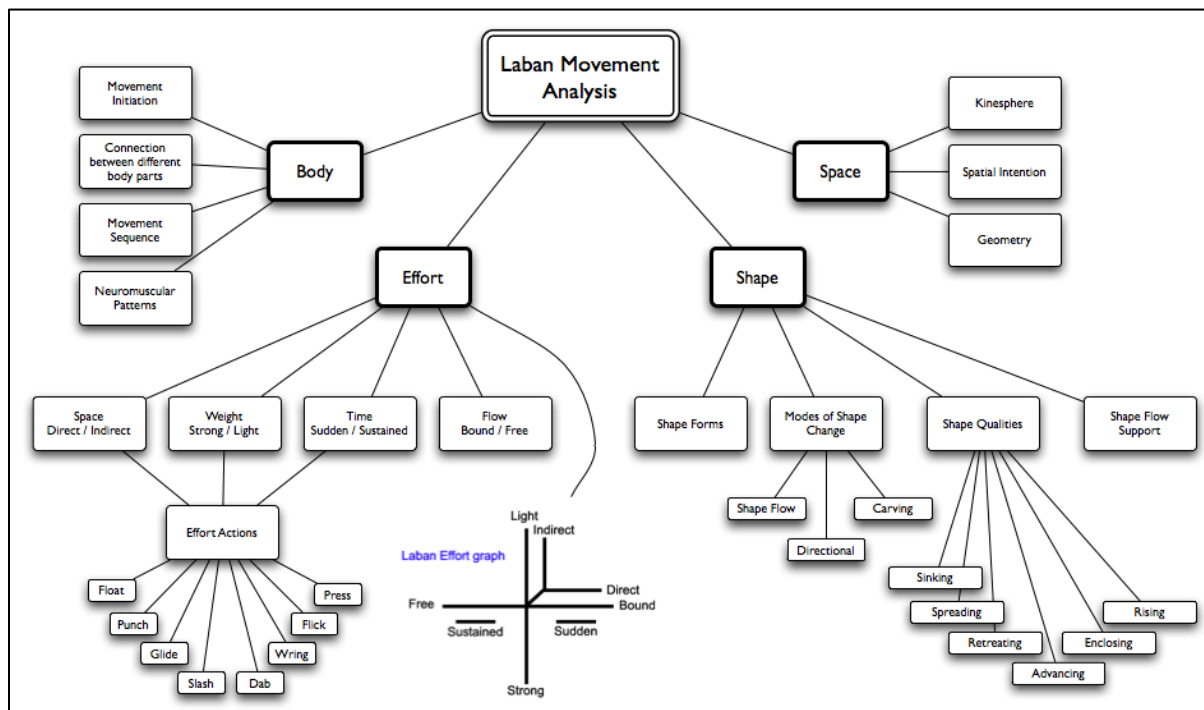 Laban Movement
Analysis
Movement
Initiation
Connection
between different
body parts
Movement
Sequence
Neuromuscular
Patterns
Body
Space
Kinesphere
Spatial Intention
Geometry
Effort
Shape
Space
Direct / Indirect
Weight
Strong / Light
Time
Sudden / Sustained
Flow
Bound / Free
Shape Forms
Modes of Shape
Change
Shape Qualities
Shape Flow
Support
Effort Actions
Float
Punch
Glide
Slash
Dab
Wring
Flick
Press
Laban Effort graph
Light
Indirect
Direct
Free
Bound
Sustained
Sudden
Strong
Shape Flow
Directional
Carving
Sinking
Spreading
Retreating
Advancing
Enclosing
Rising